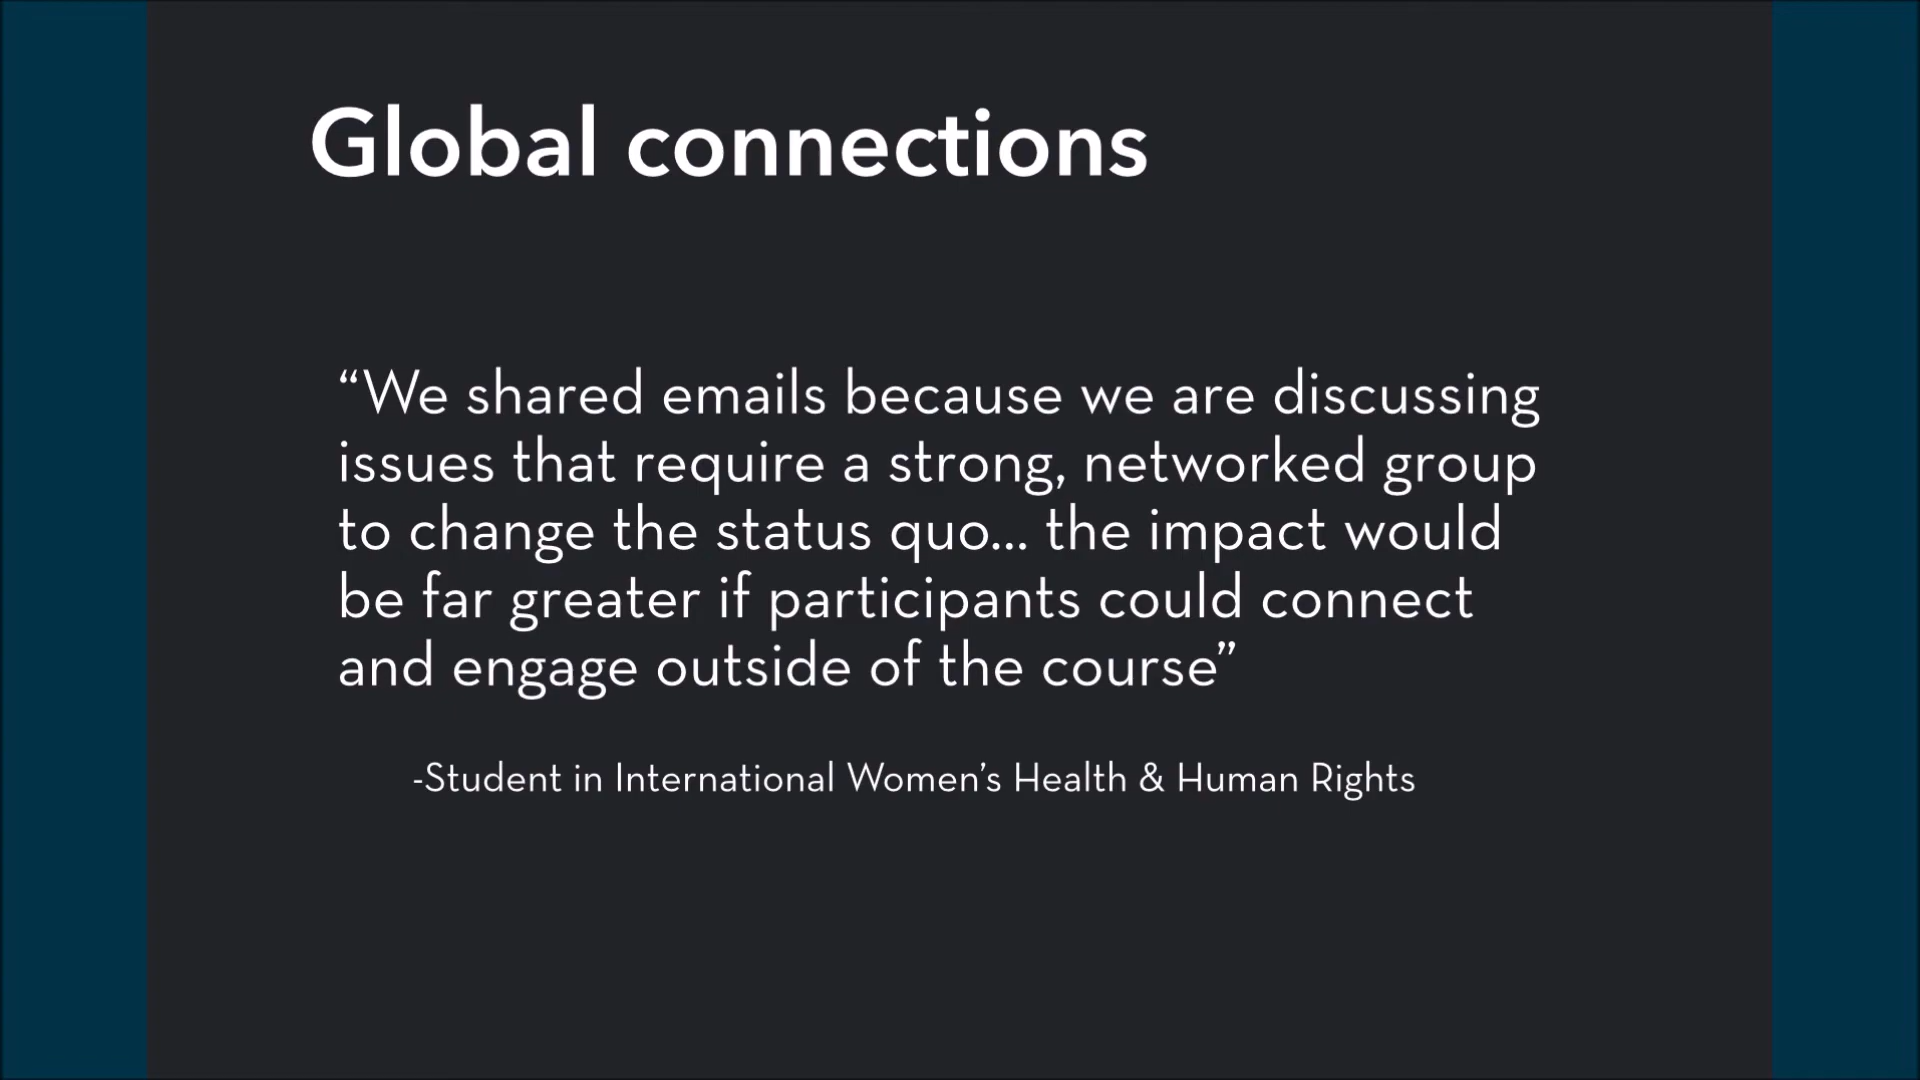 Global connections
“We shared emails because we are discussing
issues that require a strong, networked group
to change the status quo... the impact would
be far greater if participants could connect
and engage outside of the course”
-Student in International Women’s Health & Human Rights